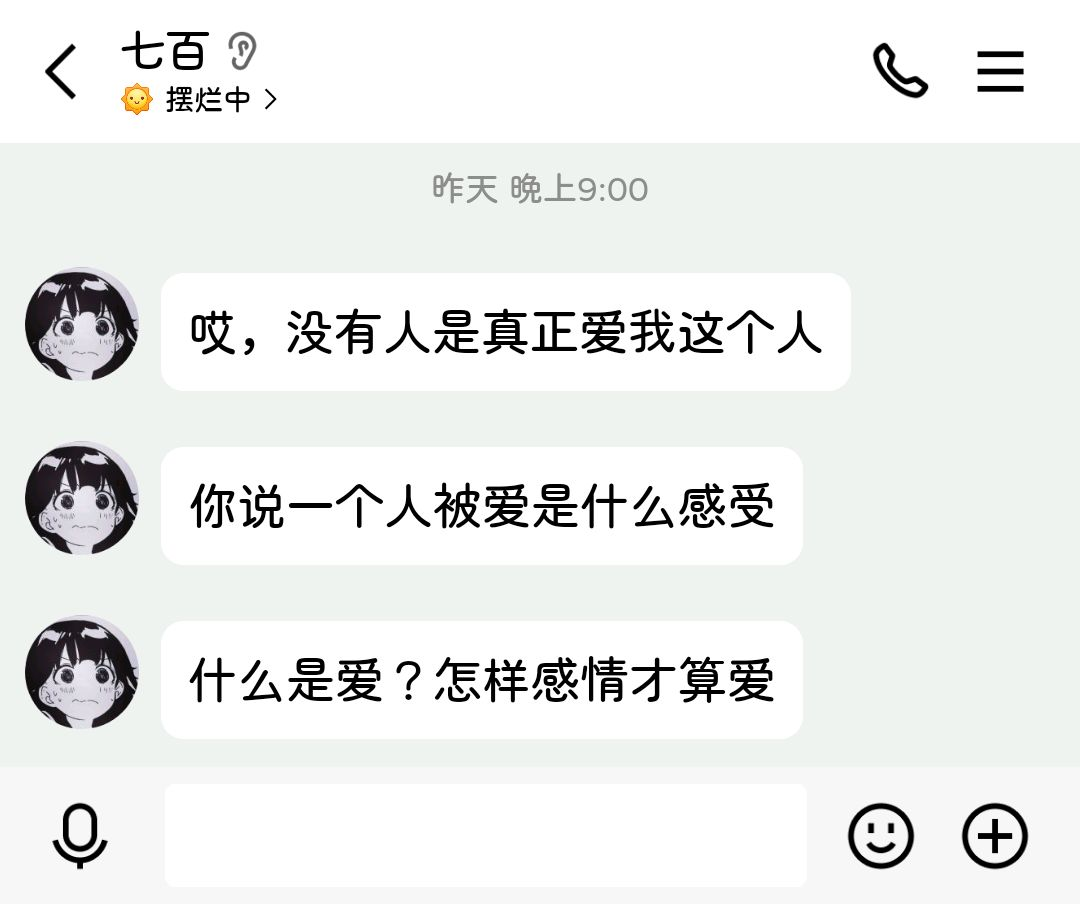 七百
摆烂中
昨天 晚上9:00
哎，没有人是真正爱我这个人
你说一个人被爱是什么感受
什么是爱？怎样感情才算爱